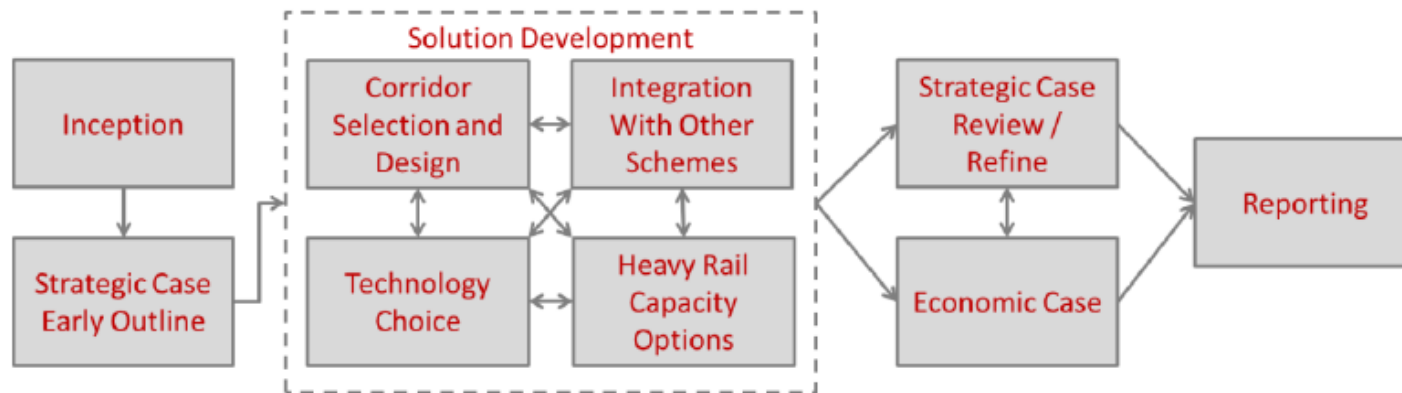 Solution Development
Inception
Strategic Case
Early Outline
Corridor
Selection and
Design
Integration
With Other
Schemes
Technology
Choice
Heavy Rail
Capacity
Options
Strategic Case
Review /
Refine
Economic Case
Reporting